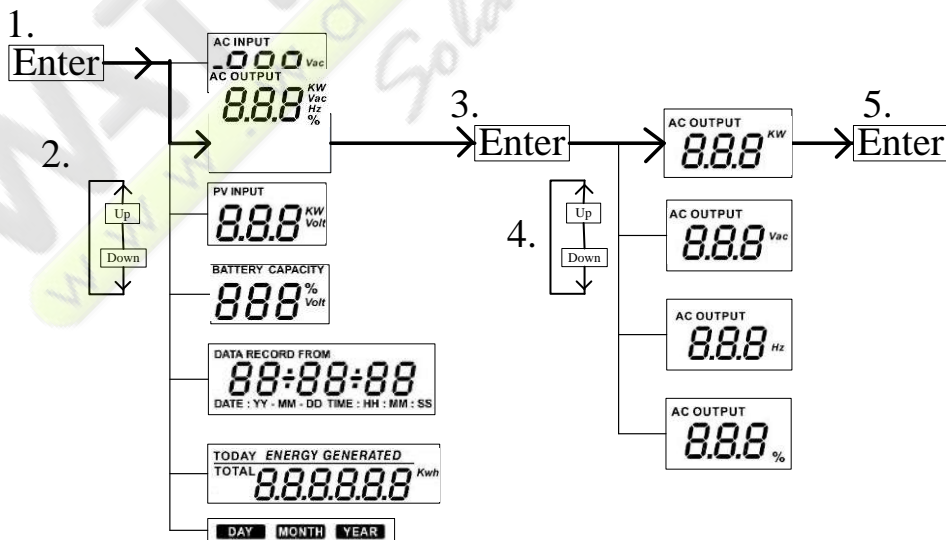 1.
Enter
2.
Up
Down
AC INPUT
_000 Vac
AC OUTPUT
8.8.8 KW Vac Hz %
PV INPUT
8.8.8 KW Volt
BATTERY CAPACITY
888 % Volt
DATA RECORD FROM
88:88:88
DATE : YY - MM - DD TIME : HH : MM : SS
TODAY ENERGY GENERATED
TOTAL 8.8.8.8.8.8 Kwh
DAY MONTH YEAR
3.
Enter
4.
Up
Down
AC OUTPUT
8.8.8 KW
AC OUTPUT
8.8.8 Vac
AC OUTPUT
8.8.8 Hz
AC OUTPUT
8.8.8 %
5.
Enter